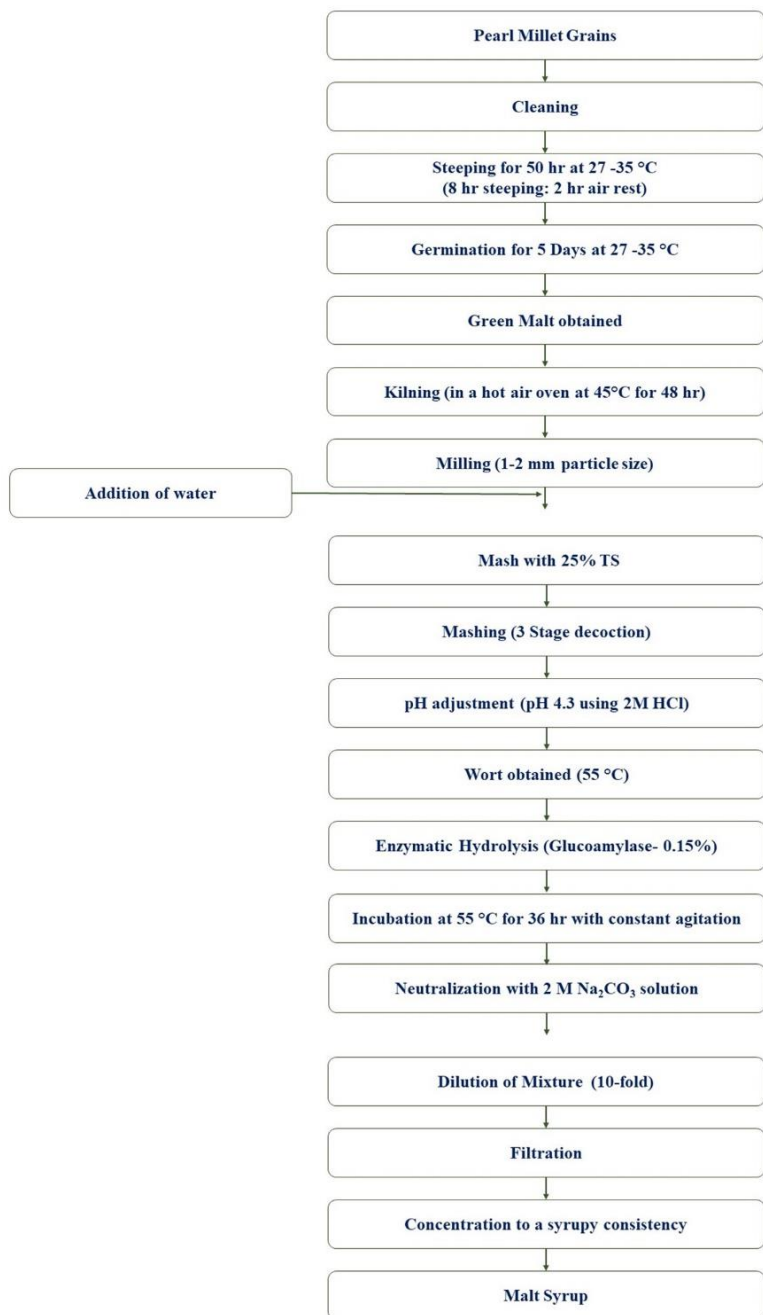 Pearl Millet Grains
Cleaning
Steeping for 50 hr at 27 -35 °C
(8 hr steeping: 2 hr air rest)
Germination for 5 Days at 27 -35 °C
Green Malt obtained
Kilning (in a hot air oven at 45°C for 48 hr)
Milling (1-2 mm particle size)
Addition of water
Mash with 25% TS
Mashing (3 Stage decoction)
pH adjustment (pH 4.3 using 2M HCl)
Wort obtained (55 °C)
Enzymatic Hydrolysis (Glucoamylase- 0.15%)
Incubation at 55 °C for 36 hr with constant agitation
Neutralization with 2 M Na₂CO₃ solution
Dilution of Mixture (10-fold)
Filtration
Concentration to a syrupy consistency
Malt Syrup